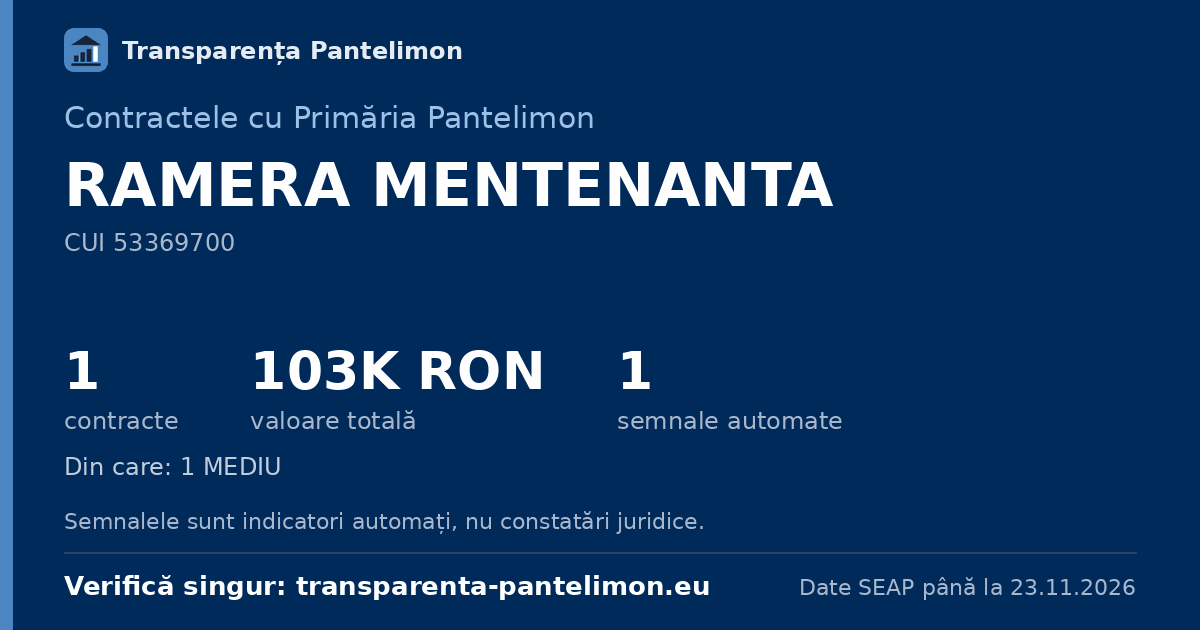 Transparența Pantelimon
Contractele cu Primăria Pantelimon
RAMERA MENTENANTA
CUI 53369700
1 103K RON 1
contracte valoare totală semnale automate
Din care: 1 MEDIU
Semnalele sunt indicatori automați, nu constatări juridice.
Verifică singur: transparenta-pantelimon.eu Date SEAP până la 23.11.2026